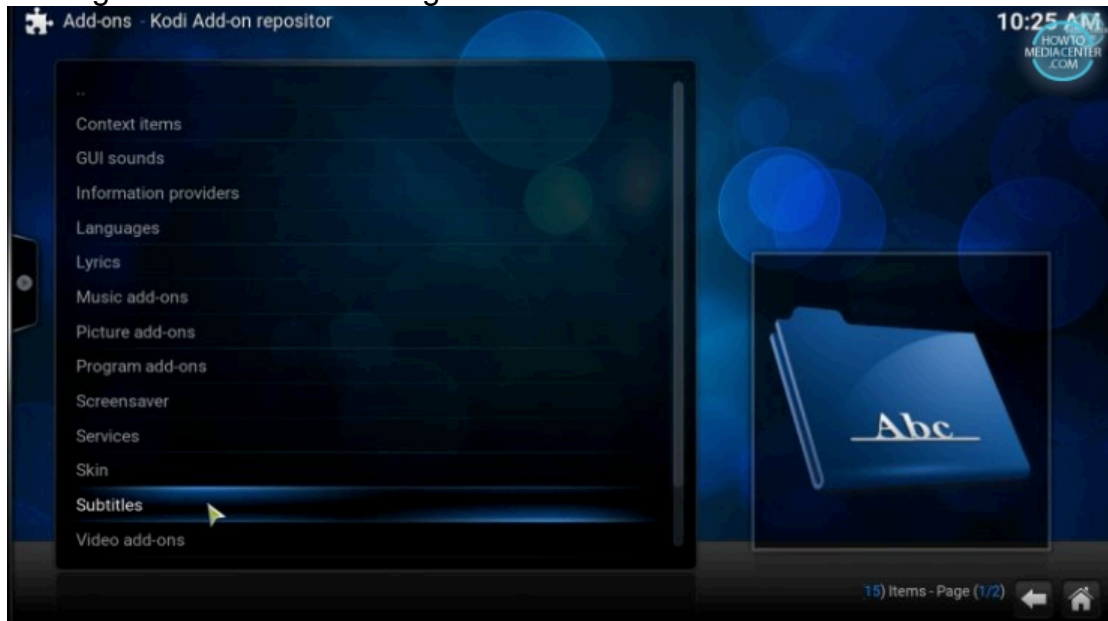 Add-ons - Kodi Add-on repositor
10:25 AM
HOWTO
MEDIACENTER
.COM
..
Context items
GUI sounds
Information providers
Languages
Lyrics
Music add-ons
Picture add-ons
Program add-ons
Screensaver
Services
Skin
Subtitles
Video add-ons
Abc
15) Items - Page (1/2)